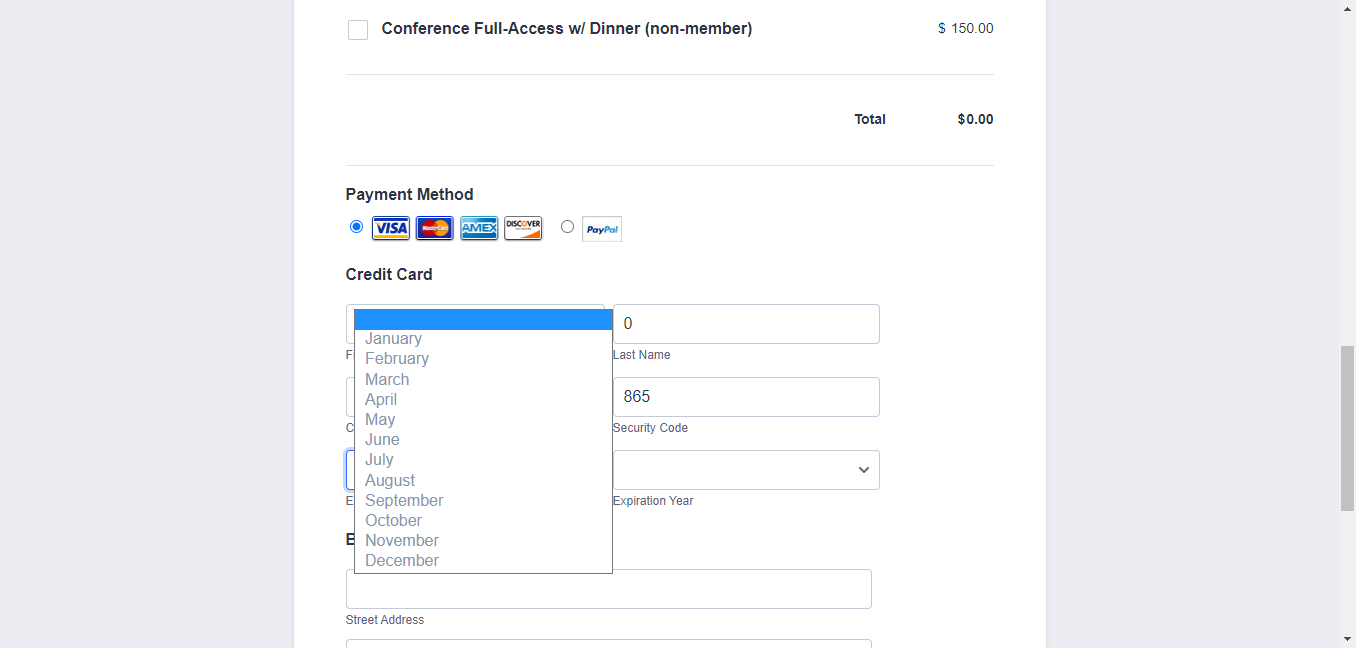 Conference Full-Access w/ Dinner (non-member) $ 150.00
Total $0.00
Payment Method
VISA MasterCard AMEX DISCOVER PayPal
Credit Card
0
January
Last Name
February
March
865
April
May
Security Code
June
July
August
September
Expiration Year
October
November
December
Street Address